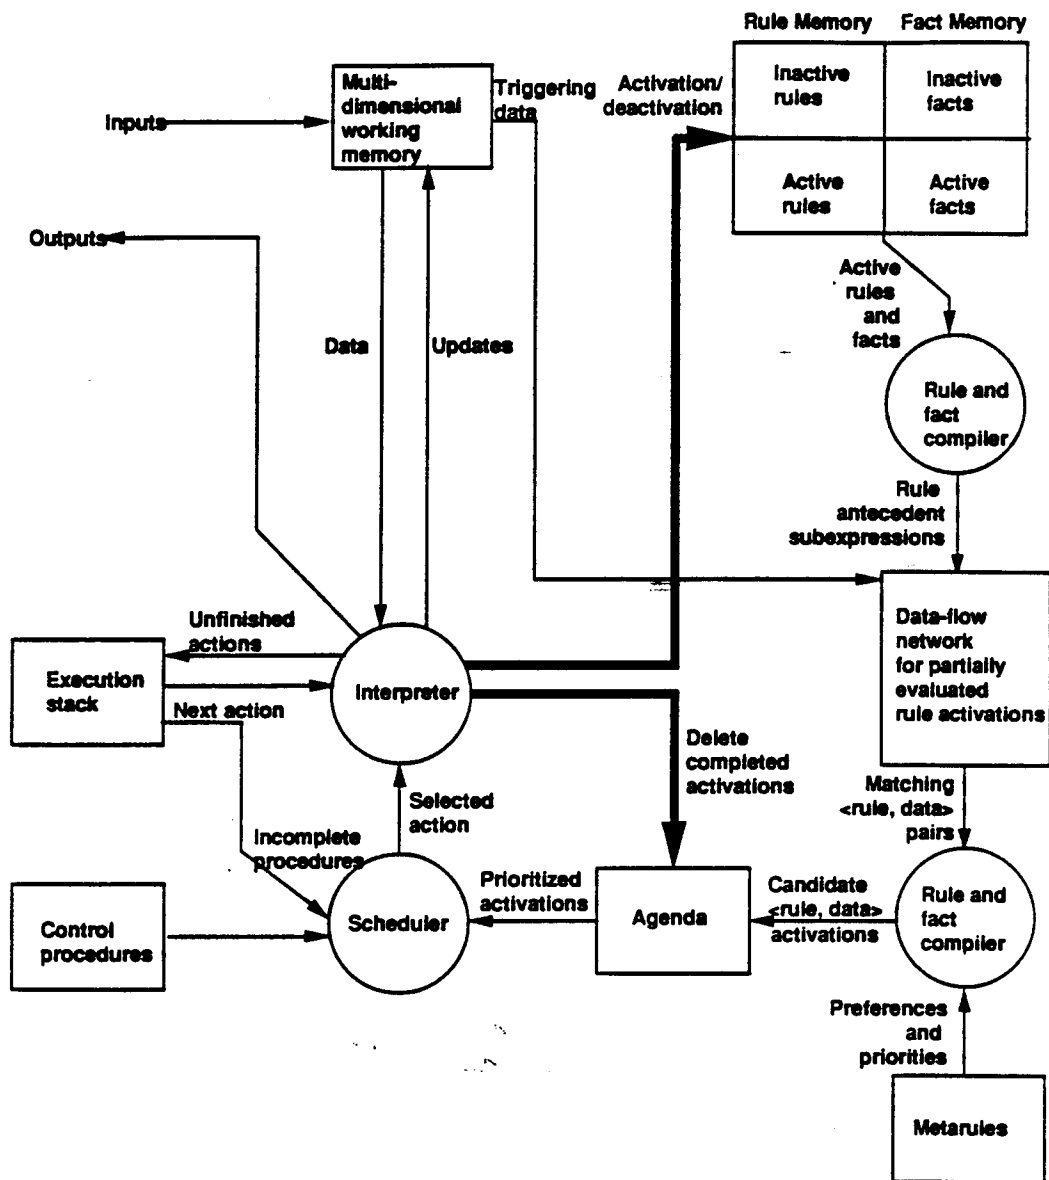 Rule Memory
Fact Memory
Inactive
rules
Inactive
facts
Active
rules
Active
facts
Activation/
deactivation
Multi-
dimensional
working
memory
Triggering
data
Inputs
Outputs
Data
Updates
Active
rules
and
facts
Rule and
fact
compiler
Rule
antecedent
subexpressions
Data-flow
network
for partially
evaluated
rule activations
Unfinished
actions
Execution
stack
Next action
Interpreter
Delete
completed
activations
Selected
action
Incomplete
procedures
Matching
<rule, data>
pairs
Control
procedures
Scheduler
Prioritized
activations
Agenda
Candidate
<rule, data>
activations
Rule and
fact
compiler
Preferences
and
priorities
Metarules